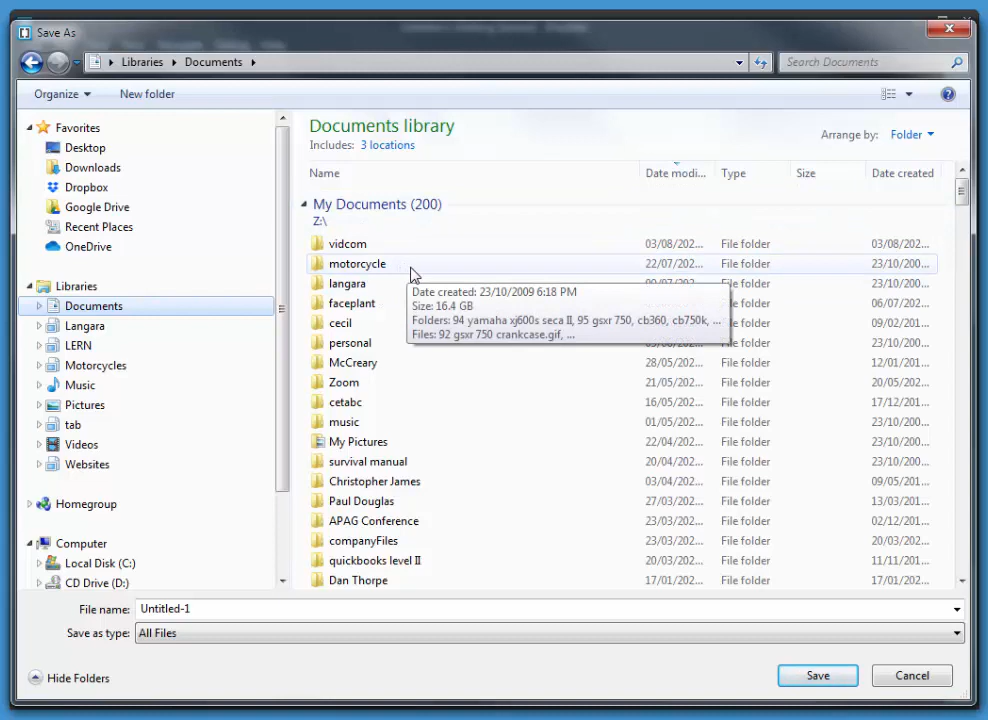 Save As
Libraries Documents
Search Documents
Organize New folder
Favorites
Desktop
Downloads
Dropbox
Google Drive
Recent Places
OneDrive
Libraries
Documents
Langara
LERN
Motorcycles
Music
Pictures
tab
Videos
Websites
Homegroup
Computer
Local Disk (C:)
CD Drive (D:)
Documents library
Includes: 3 locations
Arrange by: Folder
Name Date modi... Type Size Date created
My Documents (200)
Z:\
vidcom 03/08/202... File folder 03/08/202...
motorcycle 22/07/202... File folder 23/10/200...
langara File folder 23/10/200...
Date created: 23/10/2009 6:18 PM
Size: 16.4 GB
Folders: 94 yamaha xj600s seca II, 95 gsxr 750, cb360, cb750k, ...
Files: 92 gsxr 750 crankcase.gif, ...
faceplant 06/07/202...
cecil 09/02/201...
personal File folder 23/10/200...
McCreary 28/05/202... File folder 12/01/201...
Zoom 21/05/202... File folder 20/05/202...
cetabc 16/05/202... File folder 17/12/201...
music 01/05/202... File folder 23/10/200...
My Pictures 22/04/202... File folder 23/10/200...
survival manual 20/04/202... File folder 23/10/200...
Christopher James 03/04/202... File folder 09/05/201...
Paul Douglas 27/03/202... File folder 13/03/201...
APAG Conference 23/03/202... File folder 02/12/201...
companyFiles 20/03/202... File folder 20/03/202...
quickbooks level II 20/03/202... File folder 11/11/201...
Dan Thorpe 17/01/202... File folder 17/01/202...
File name: Untitled-1
Save as type: All Files
Hide Folders
Save Cancel